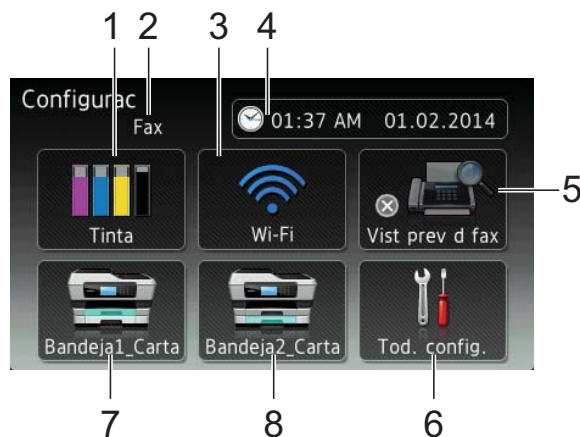 1 2 3 4
Configurac
Fax
01:37 AM 01.02.2014
5
Tinta Wi-Fi Vist prev d fax
Bandeja1_Carta Bandeja2_Carta Tod. config.
7 8 6